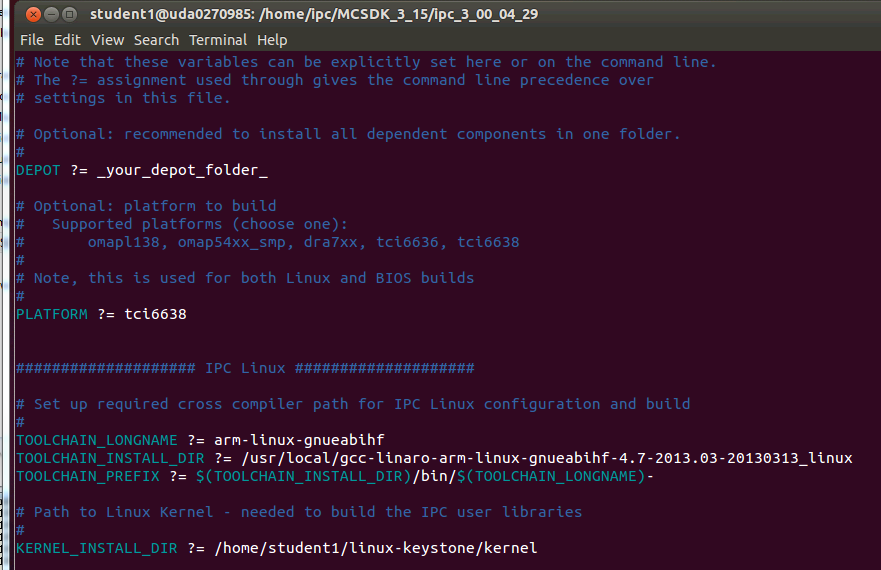 student1@uda0270985: /home/ipc/MCSDK_3_15/ipc_3_00_04_29
File Edit View Search Terminal Help
# Note that these variables can be explicitly set here or on the command line.
# The ?= assignment used through gives the command line precedence over
# settings in this file.
# Optional: recommended to install all dependent components in one folder.
#
DEPOT ?= _your_depot_folder_
# Optional: platform to build
#   Supported platforms (choose one):
#       omapl138, omap54xx_smp, dra7xx, tci6636, tci6638
#
# Note, this is used for both Linux and BIOS builds
#
PLATFORM ?= tci6638
#################### IPC Linux ####################
# Set up required cross compiler path for IPC Linux configuration and build
#
TOOLCHAIN_LONGNAME ?= arm-linux-gnueabihf
TOOLCHAIN_INSTALL_DIR ?= /usr/local/gcc-linaro-arm-linux-gnueabihf-4.7-2013.03-20130313_linux
TOOLCHAIN_PREFIX ?= $(TOOLCHAIN_INSTALL_DIR)/bin/$(TOOLCHAIN_LONGNAME)-
# Path to Linux Kernel - needed to build the IPC user libraries
#
KERNEL_INSTALL_DIR ?= /home/student1/linux-keystone/kernel